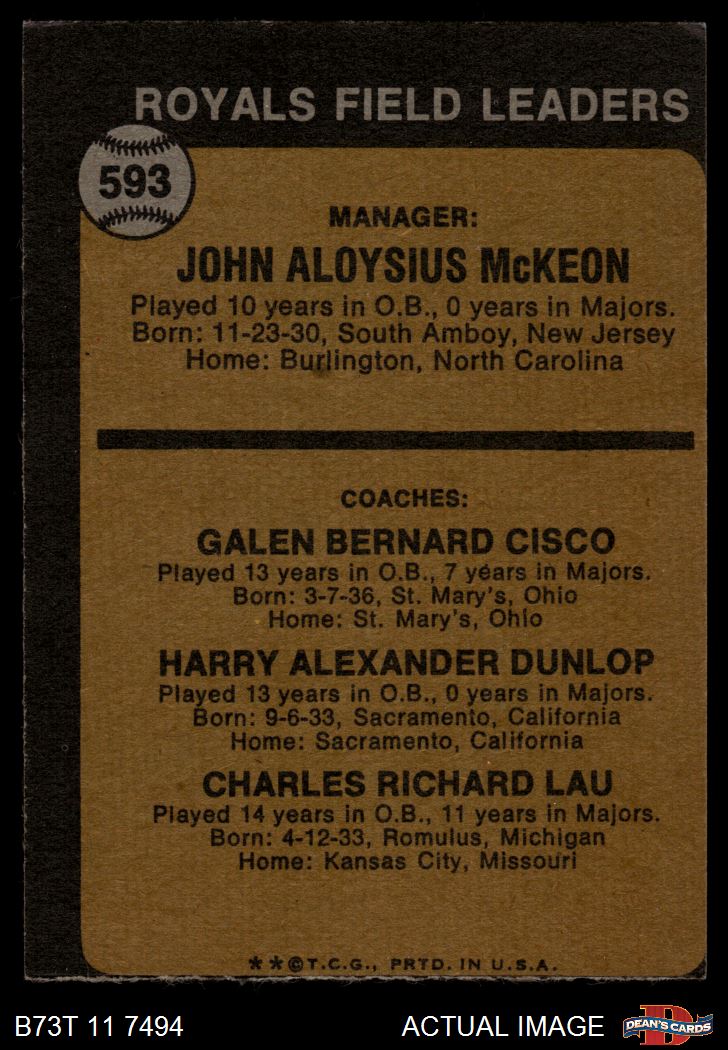 ROYALS FIELD LEADERS
593
MANAGER:
JOHN ALOYSIUS McKEON
Played 10 years in O.B., 0 years in Majors.
Born: 11-23-30, South Amboy, New Jersey
Home: Burlington, North Carolina
COACHES:
GALEN BERNARD CISCO
Played 13 years in O.B., 7 years in Majors.
Born: 3-7-36, St. Mary's, Ohio
Home: St. Mary's, Ohio
HARRY ALEXANDER DUNLOP
Played 13 years in O.B., 0 years in Majors.
Born: 9-6-33, Sacramento, California
Home: Sacramento, California
CHARLES RICHARD LAU
Played 14 years in O.B., 11 years in Majors.
Born: 4-12-33, Romulus, Michigan
Home: Kansas City, Missouri
**©T.C.G., PRTD. IN U.S.A.
B73T 11 7494 ACTUAL IMAGE
D
DEAN'S CARDS